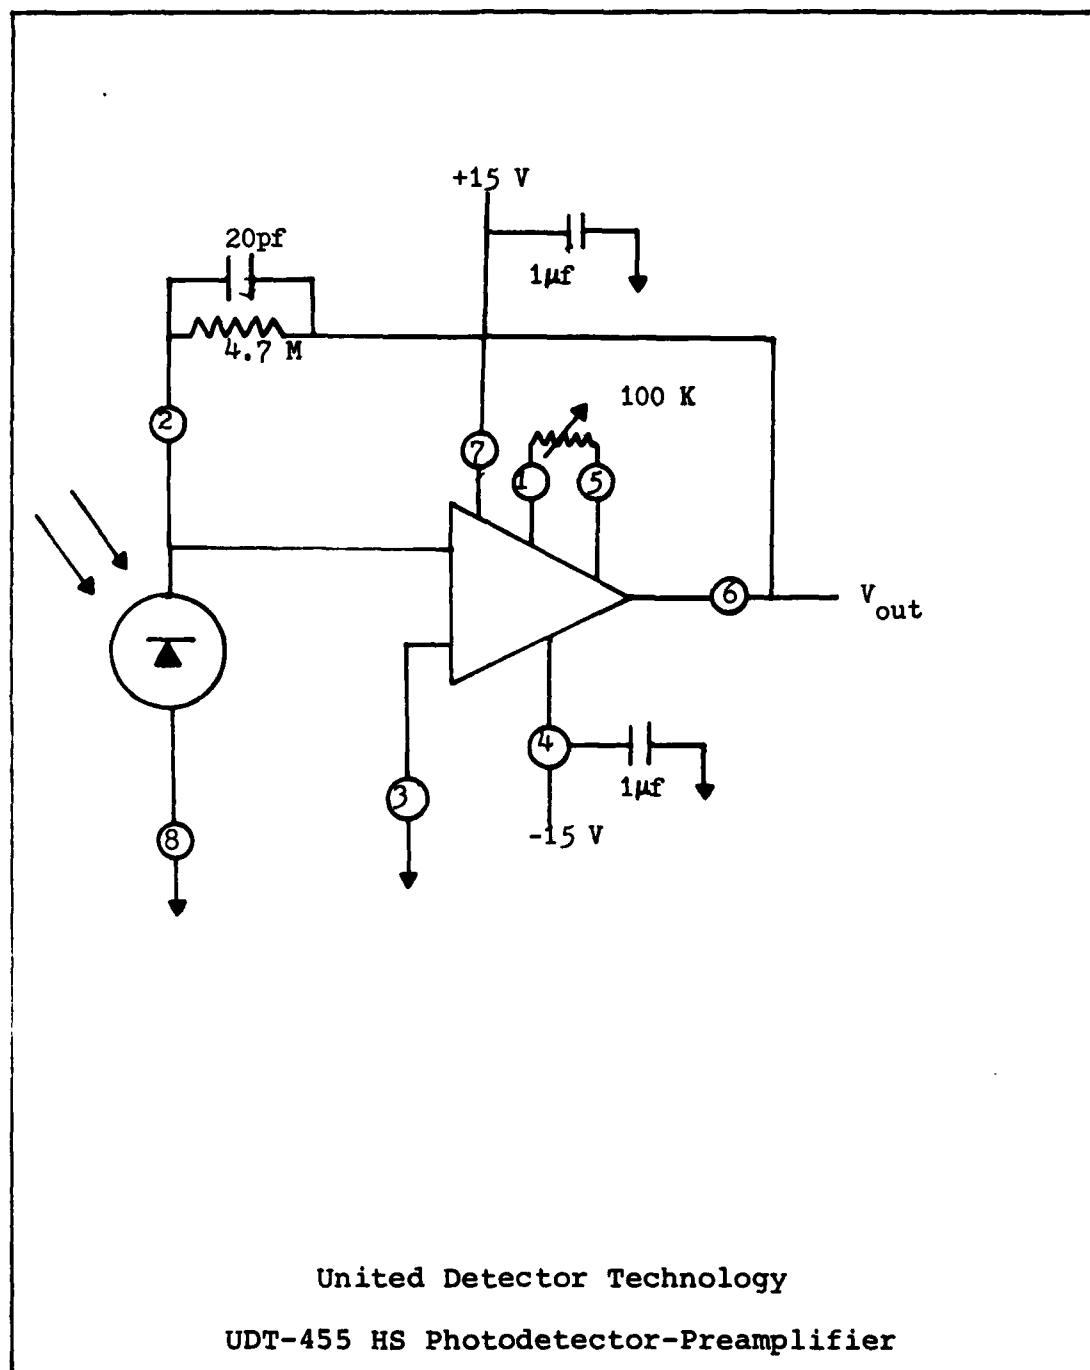 +15 V
20pf
1µf
4.7 M
100 K
2
7
1
5
6
V out
4
1µf
3
-15 V
8
United Detector Technology
UDT-455 HS Photodetector-Preamplifier